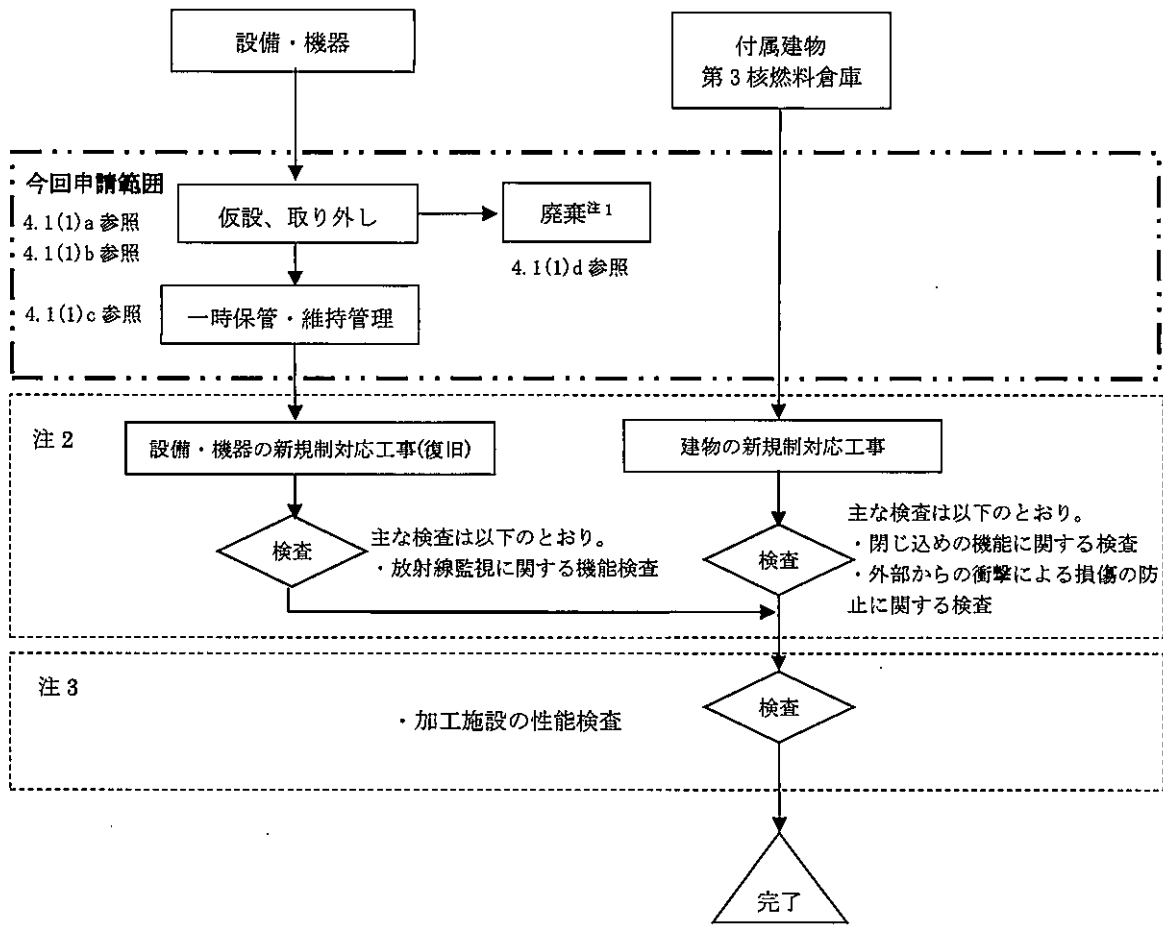 設備・機器
付属建物
第3核燃料倉庫
今回申請範囲
4.1(1)a 参照
4.1(1)b 参照
仮設、取り外し
廃棄注1
4.1(1)d 参照
4.1(1)c 参照
一時保管・維持管理
注2
設備・機器の新規制対応工事(復旧)
建物の新規制対応工事
検査
主な検査は以下のとおり。
・放射線監視に関する機能検査
検査
主な検査は以下のとおり。
・閉じ込めの機能に関する検査
・外部からの衝撃による損傷の防
止に関する検査
注3
・加工施設の性能検査
検査
完了